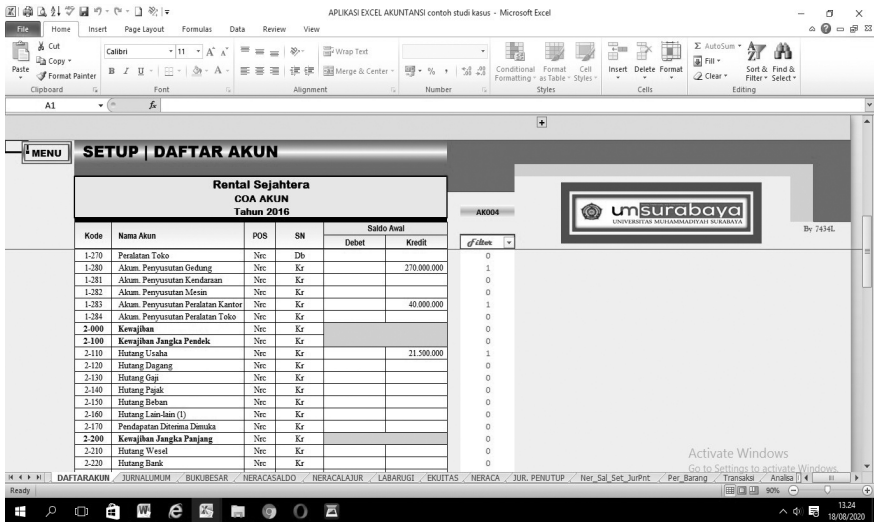 APLIKASI EXCEL AKUNTANSI contoh studi kasus - Microsoft Excel
File Home Insert Page Layout Formulas Data Review View
Cut
Copy
Format Painter
Paste
Clipboard
Calibri 11
B I U
Font
Wrap Text
Merge & Center
Alignment
% ,
Number
Conditional Formatting
Format as Table
Cell Styles
Styles
Insert Delete Format
Cells
Σ AutoSum
Fill
Clear
Sort & Filter
Find & Select
Editing
A1 fx
MENU
SETUP | DAFTAR AKUN
Rental Sejahtera
COA AKUN
Tahun 2016
AK004
umsurabaya
UNIVERSITAS MUHAMMADIYAH SURABAYA
By 7434L
Kode Nama Akun POS SN Saldo Awal
Debet Kredit Filter
1-270 Peralatan Toko Nrc Db 0
1-280 Akum. Penyusutan Gedung Nrc Kr 270.000.000 1
1-281 Akum. Penyusutan Kendaraan Nrc Kr 0
1-282 Akum. Penyusutan Mesin Nrc Kr 0
1-283 Akum. Penyusutan Peralatan Kantor Nrc Kr 40.000.000 1
1-284 Akum. Penyusutan Peralatan Toko Nrc Kr 0
2-000 Kewajiban Nrc Kr 0
2-100 Kewajiban Jangka Pendek Nrc Kr 0
2-110 Hutang Usaha Nrc Kr 21.500.000 1
2-120 Hutang Dagang Nrc Kr 0
2-130 Hutang Gaji Nrc Kr 0
2-140 Hutang Pajak Nrc Kr 0
2-150 Hutang Beban Nrc Kr 0
2-160 Hutang Lain-lain (1) Nrc Kr 0
2-170 Pendapatan Diterima Dimuka Nrc Kr 0
2-200 Kewajiban Jangka Panjang Nrc Kr 0
2-210 Hutang Wesel Nrc Kr 0
2-220 Hutang Bank Nrc Kr 0
Activate Windows
Go to Settings to activate Windows.
DAFTARAKUN JURNALUMUM BUKUBESAR NERACASALDO NERACALAJUR LABARUGI EKUITAS NERACA JUR. PENUTUP Ner_Sal_Set_JurPnt Per_Barang Transaksi Analisa
Ready 90%
13.24
18/08/2020